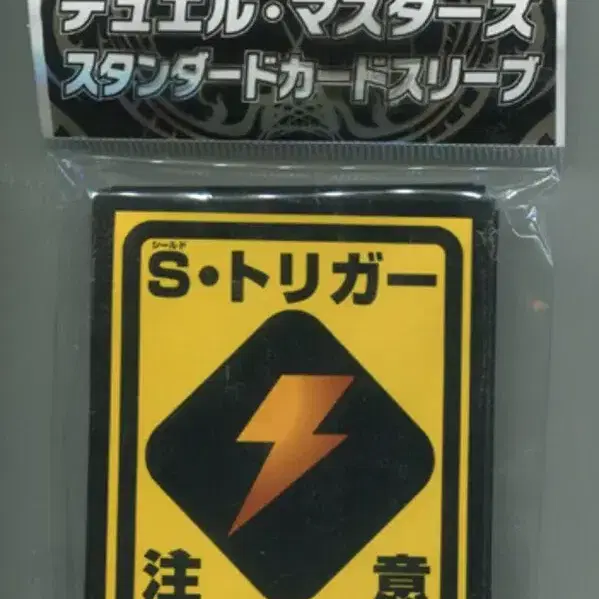 デュエル・マスターズ
スタンダードカードスリーブ
シールド
S・トリガー
注意